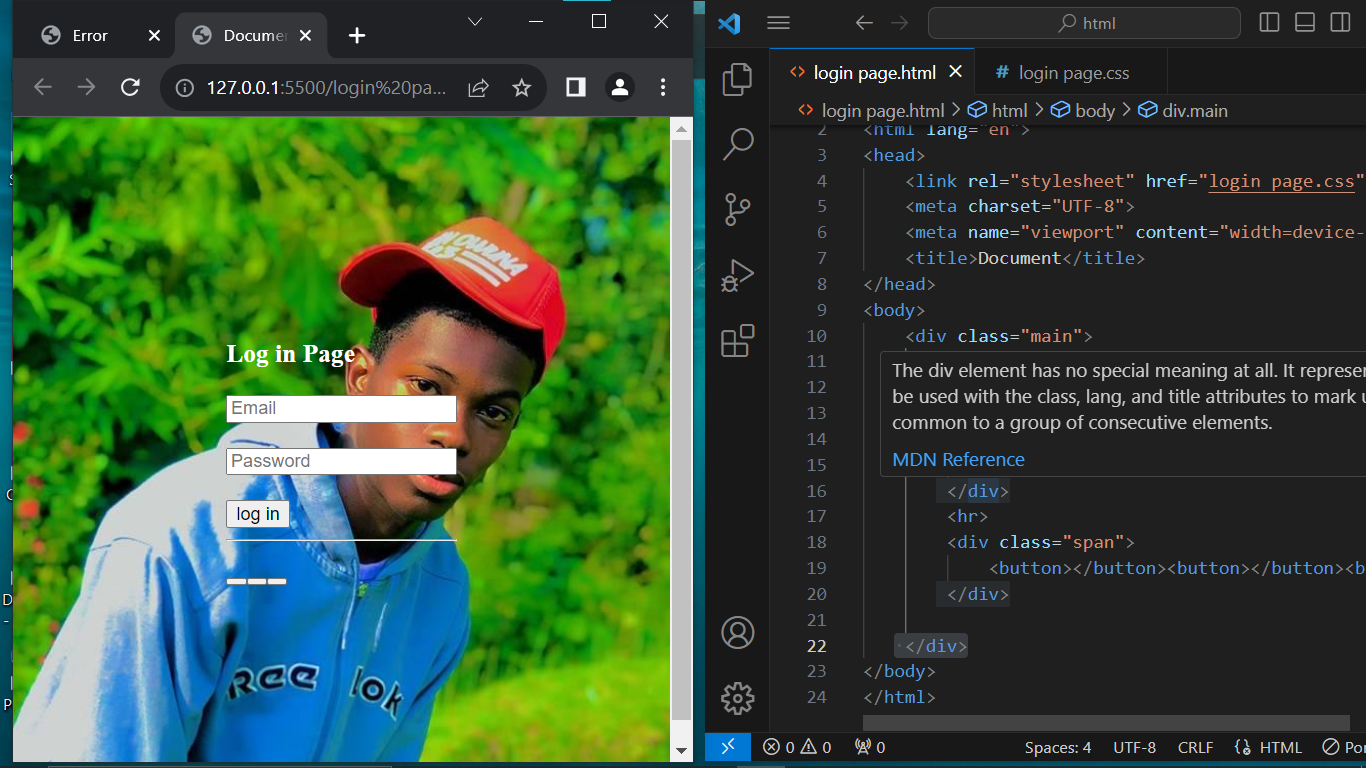 Error
Docume
127.0.0.1:5500/login%20pa...
Log in Page
Email
Password
log in
REE lok
html
login page.html
# login page.css
login page.html > html > body > div.main
2 <html lang="en">
3 <head>
4 <link rel="stylesheet" href="login page.css"
5 <meta charset="UTF-8">
6 <meta name="viewport" content="width=device-
7 <title>Document</title>
8 </head>
9 <body>
10 <div class="main">
11
The div element has no special meaning at all. It represer
12
be used with the class, lang, and title attributes to mark u
13
common to a group of consecutive elements.
14
15
MDN Reference
16 </div>
17 <hr>
18 <div class="span">
19 <button></button><button></button><b
20 </div>
21
22 </div>
23 </body>
24 </html>
0 0 0 Spaces: 4 UTF-8 CRLF HTML Por